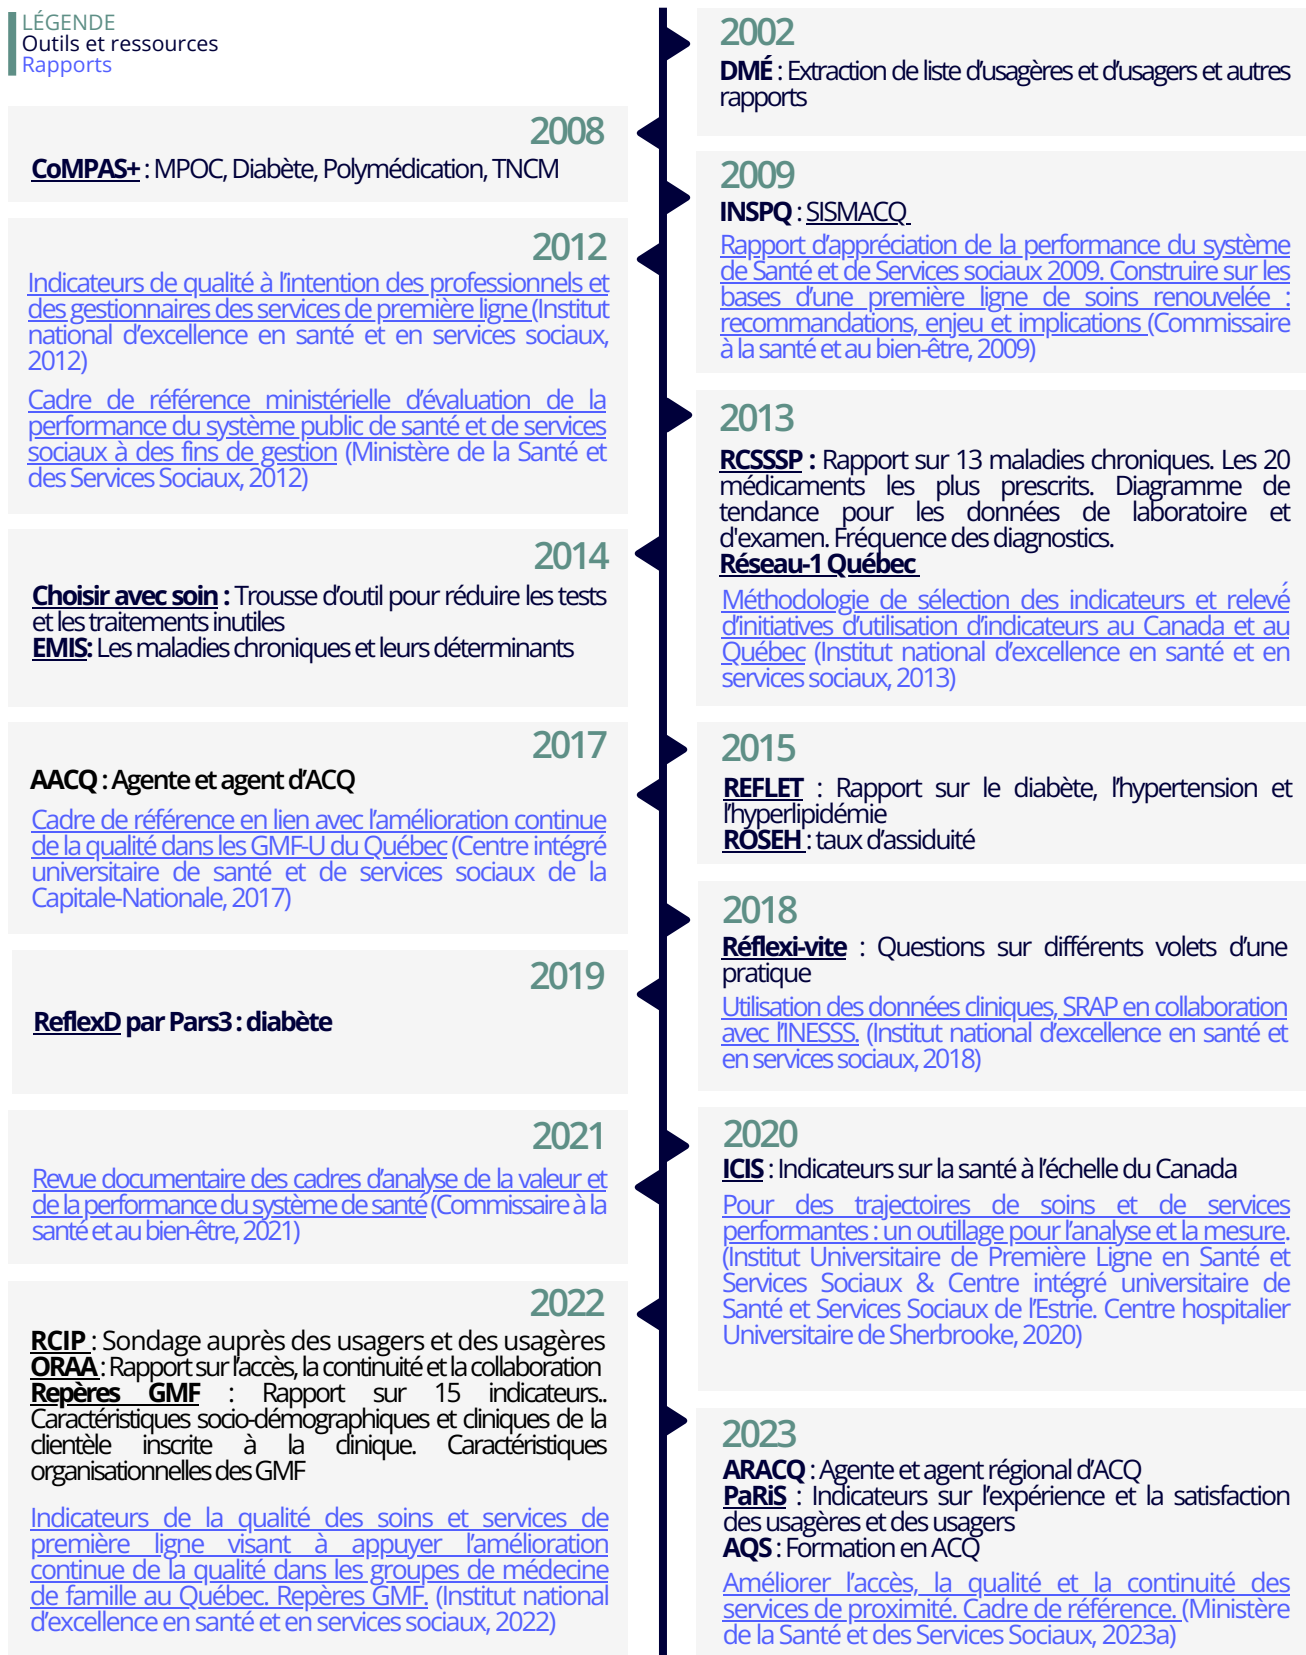 LÉGENDE
Outils et ressources
Rapports
2002
DMÉ : Extraction de liste d’usagères et d’usagers et autres
rapports
2008
CoMPAS+ : MPOC, Diabète, Polymédication, TNCM
2009
INSPQ : SISMACQ
Rapport d’appréciation de la performance du système
de Santé et de Services sociaux 2009. Construire sur les
bases d’une première ligne de soins renouvelée :
recommandations, enjeu et implications (Commissaire
à la santé et au bien-être, 2009)
2012
Indicateurs de qualité à l’intention des professionnels et
des gestionnaires des services de première ligne (Institut
national d’excellence en santé et en services sociaux,
2012)
Cadre de référence ministérielle d’évaluation de la
performance du système public de santé et de services
sociaux à des fins de gestion (Ministère de la Santé et
des Services Sociaux, 2012)
2013
RCSSSP : Rapport sur 13 maladies chroniques. Les 20
médicaments les plus prescrits. Diagramme de
tendance pour les données de laboratoire et
d'examen. Fréquence des diagnostics.
Réseau-1 Québec
Méthodologie de sélection des indicateurs et relevé
d’initiatives d’utilisation d’indicateurs au Canada et au
Québec (Institut national d’excellence en santé et en
services sociaux, 2013)
2014
Choisir avec soin : Trousse d’outil pour réduire les tests
et les traitements inutiles
EMIS: Les maladies chroniques et leurs déterminants
2015
REFLET : Rapport sur le diabète, l’hypertension et
l’hyperlipidémie
ROSEH : taux d’assiduité
2017
AACQ : Agente et agent d’ACQ
Cadre de référence en lien avec l’amélioration continue
de la qualité dans les GMF-U du Québec (Centre intégré
universitaire de santé et de services sociaux de la
Capitale-Nationale, 2017)
2018
Réflexi-vite : Questions sur différents volets d’une
pratique
Utilisation des données cliniques, SRAP en collaboration
avec l’INESSS. (Institut national d’excellence en santé et
en services sociaux, 2018)
2019
ReflexD par Pars3 : diabète
2020
ICIS : Indicateurs sur la santé à l’échelle du Canada
Pour des trajectoires de soins et de services
performantes : un outillage pour l’analyse et la mesure.
(Institut Universitaire de Première Ligne en Santé et
Services Sociaux & Centre intégré universitaire de
Santé et Services Sociaux de l’Estrie. Centre hospitalier
Universitaire de Sherbrooke, 2020)
2021
Revue documentaire des cadres d’analyse de la valeur et
de la performance du système de santé (Commissaire à la
santé et au bien-être, 2021)
2022
RCIP : Sondage auprès des usagers et des usagères
ORAA : Rapport sur l’accès, la continuité et la collaboration
Repères GMF : Rapport sur 15 indicateurs..
Caractéristiques socio-démographiques et cliniques de la
clientèle inscrite à la clinique. Caractéristiques
organisationnelles des GMF
Indicateurs de la qualité des soins et services de
première ligne visant à appuyer l’amélioration
continue de la qualité dans les groupes de médecine
de famille au Québec. Repères GMF. (Institut national
d’excellence en santé et en services sociaux, 2022)
2023
ARACQ : Agente et agent régional d’ACQ
PaRiS : Indicateurs sur l’expérience et la satisfaction
des usagères et des usagers
AQS : Formation en ACQ
Améliorer l’accès, la qualité et la continuité des
services de proximité. Cadre de référence. (Ministère
de la Santé et des Services Sociaux, 2023a)